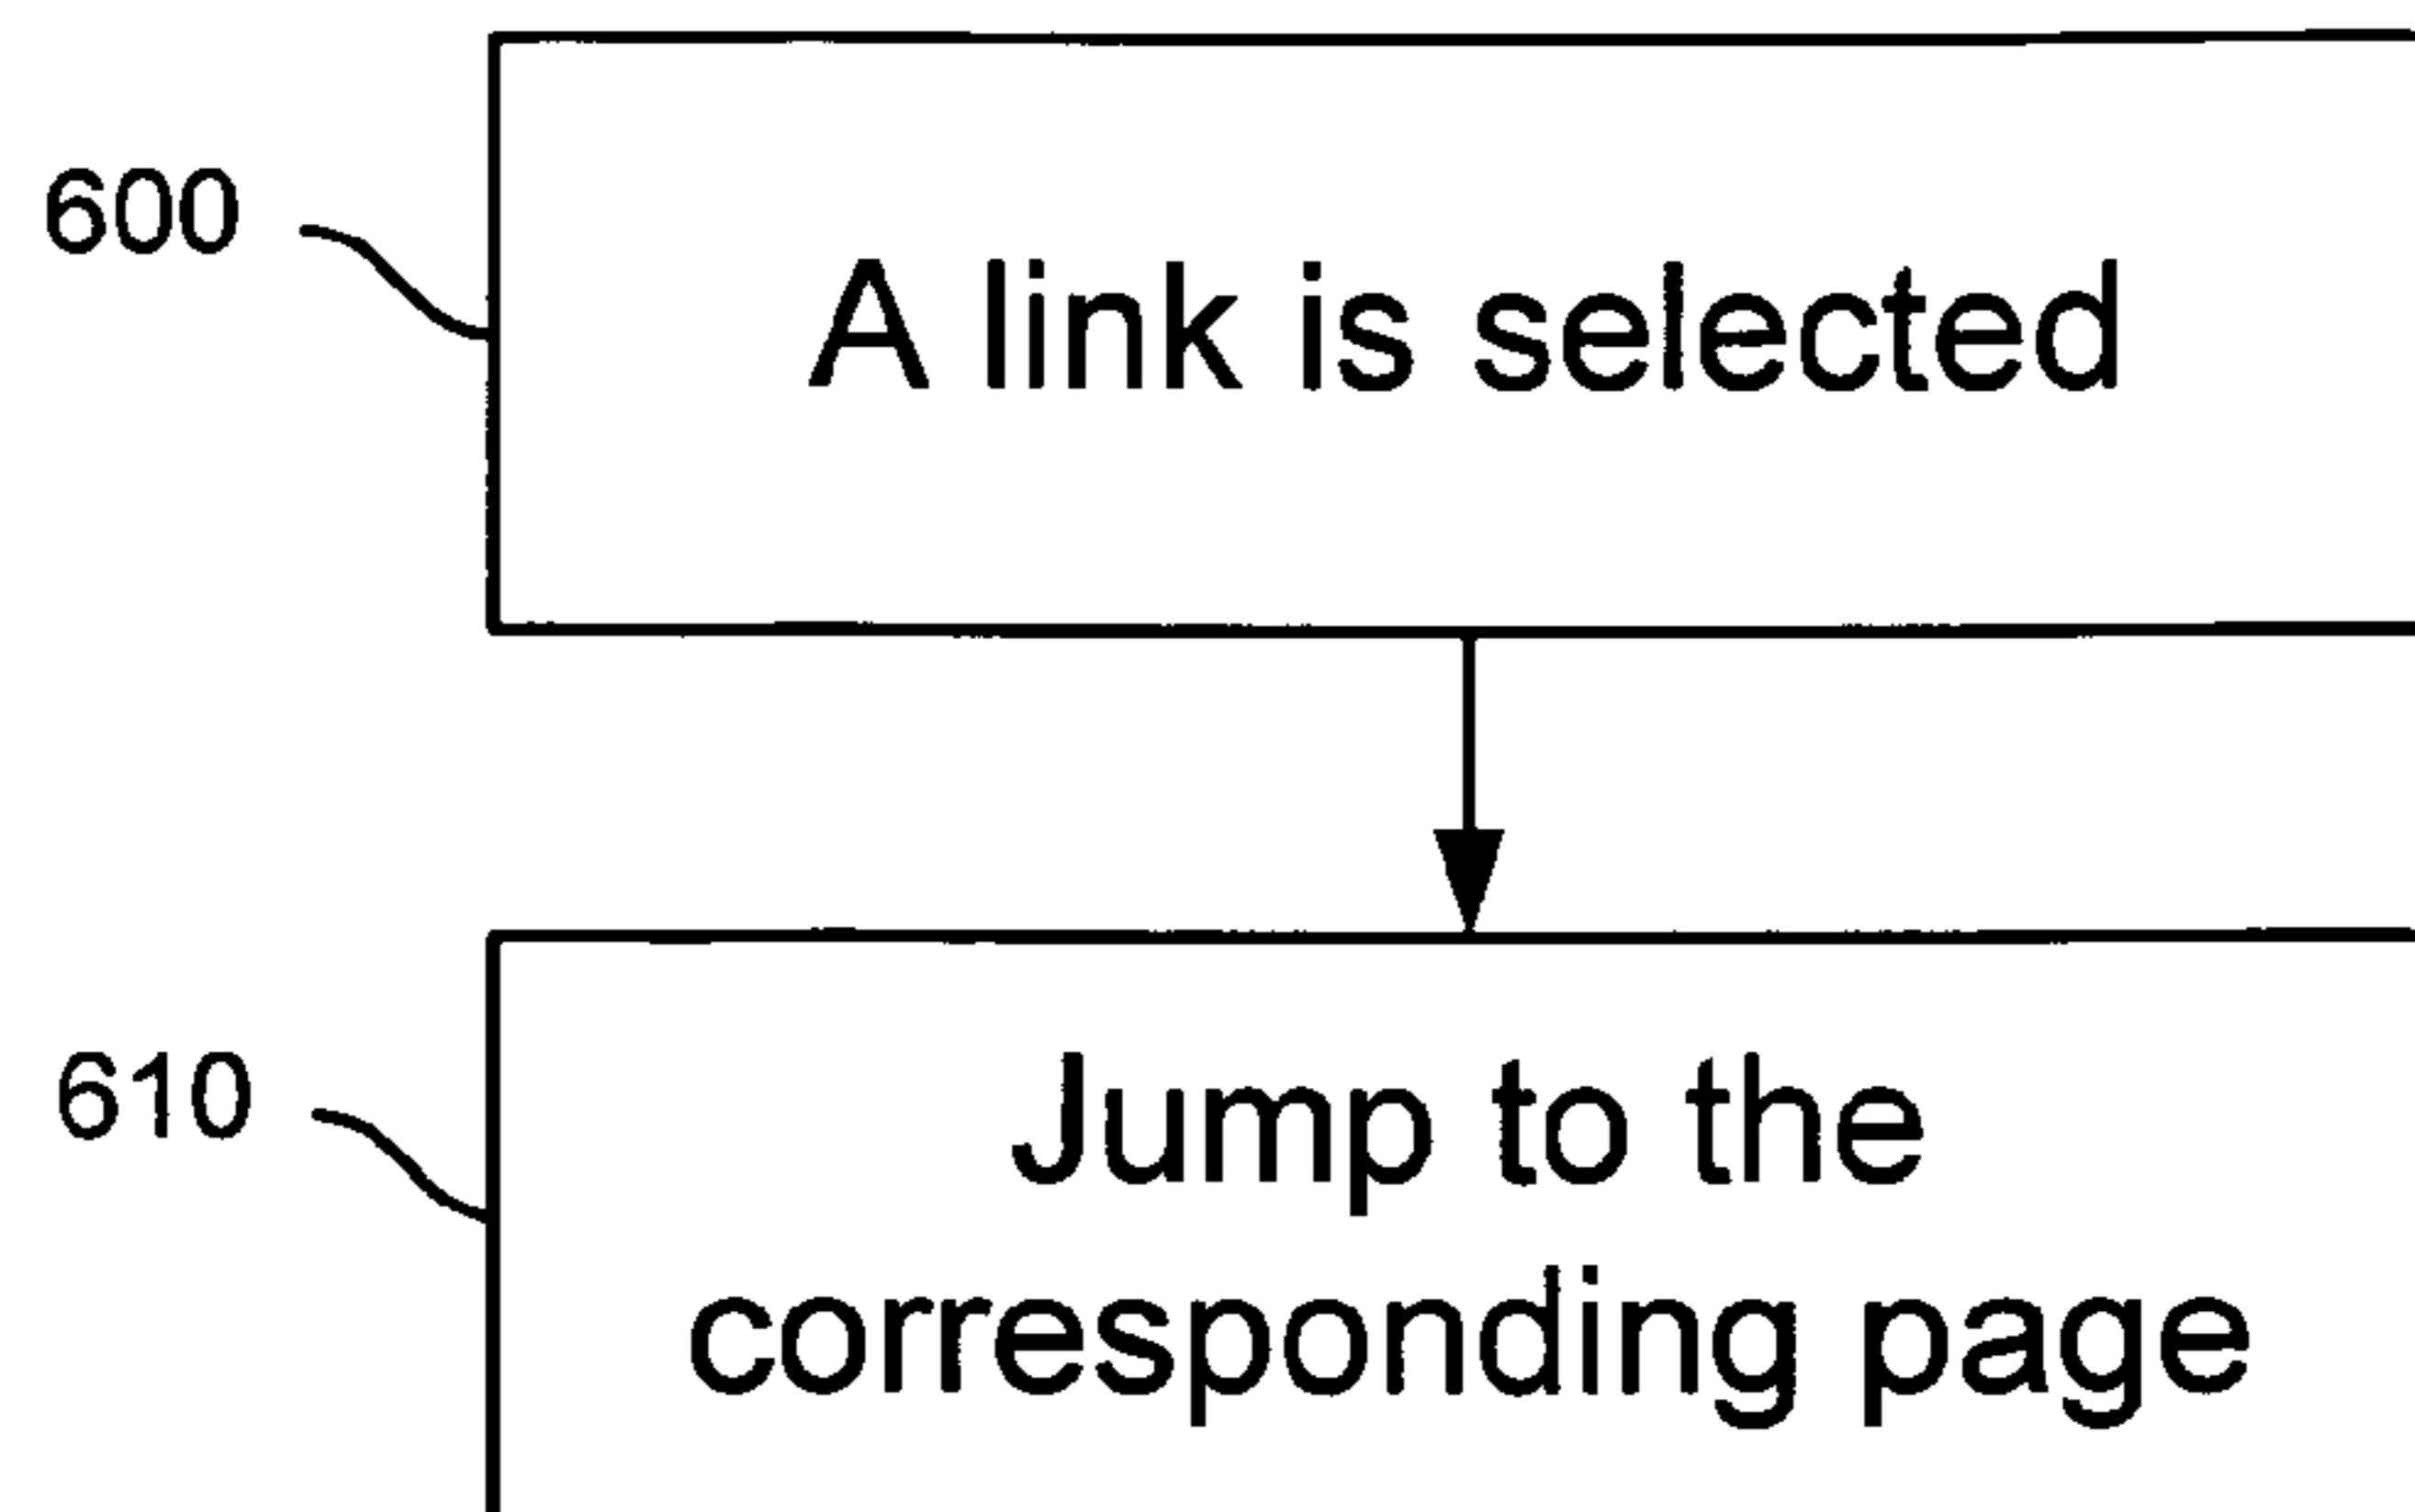 600
A link is selected
610
Jump to the
corresponding page